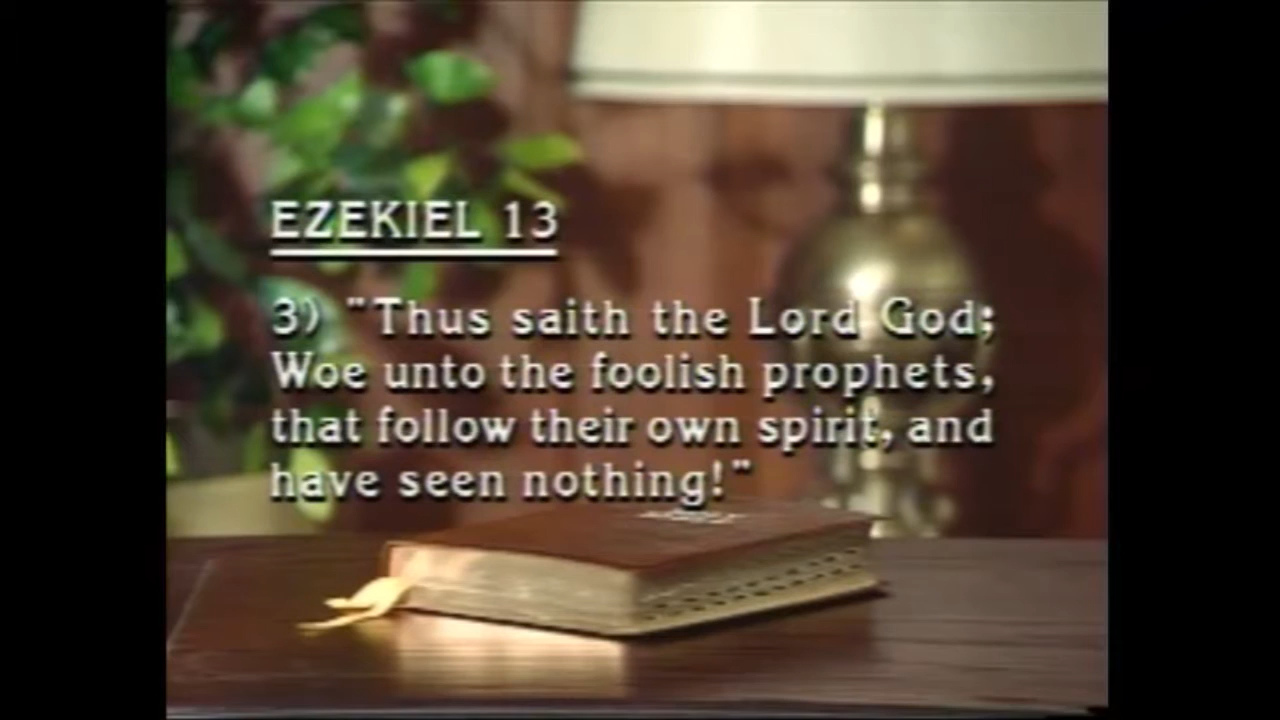 EZEKIEL 13
3) "Thus saith the Lord God;
Woe unto the foolish prophets,
that follow their own spirit, and
have seen nothing!"